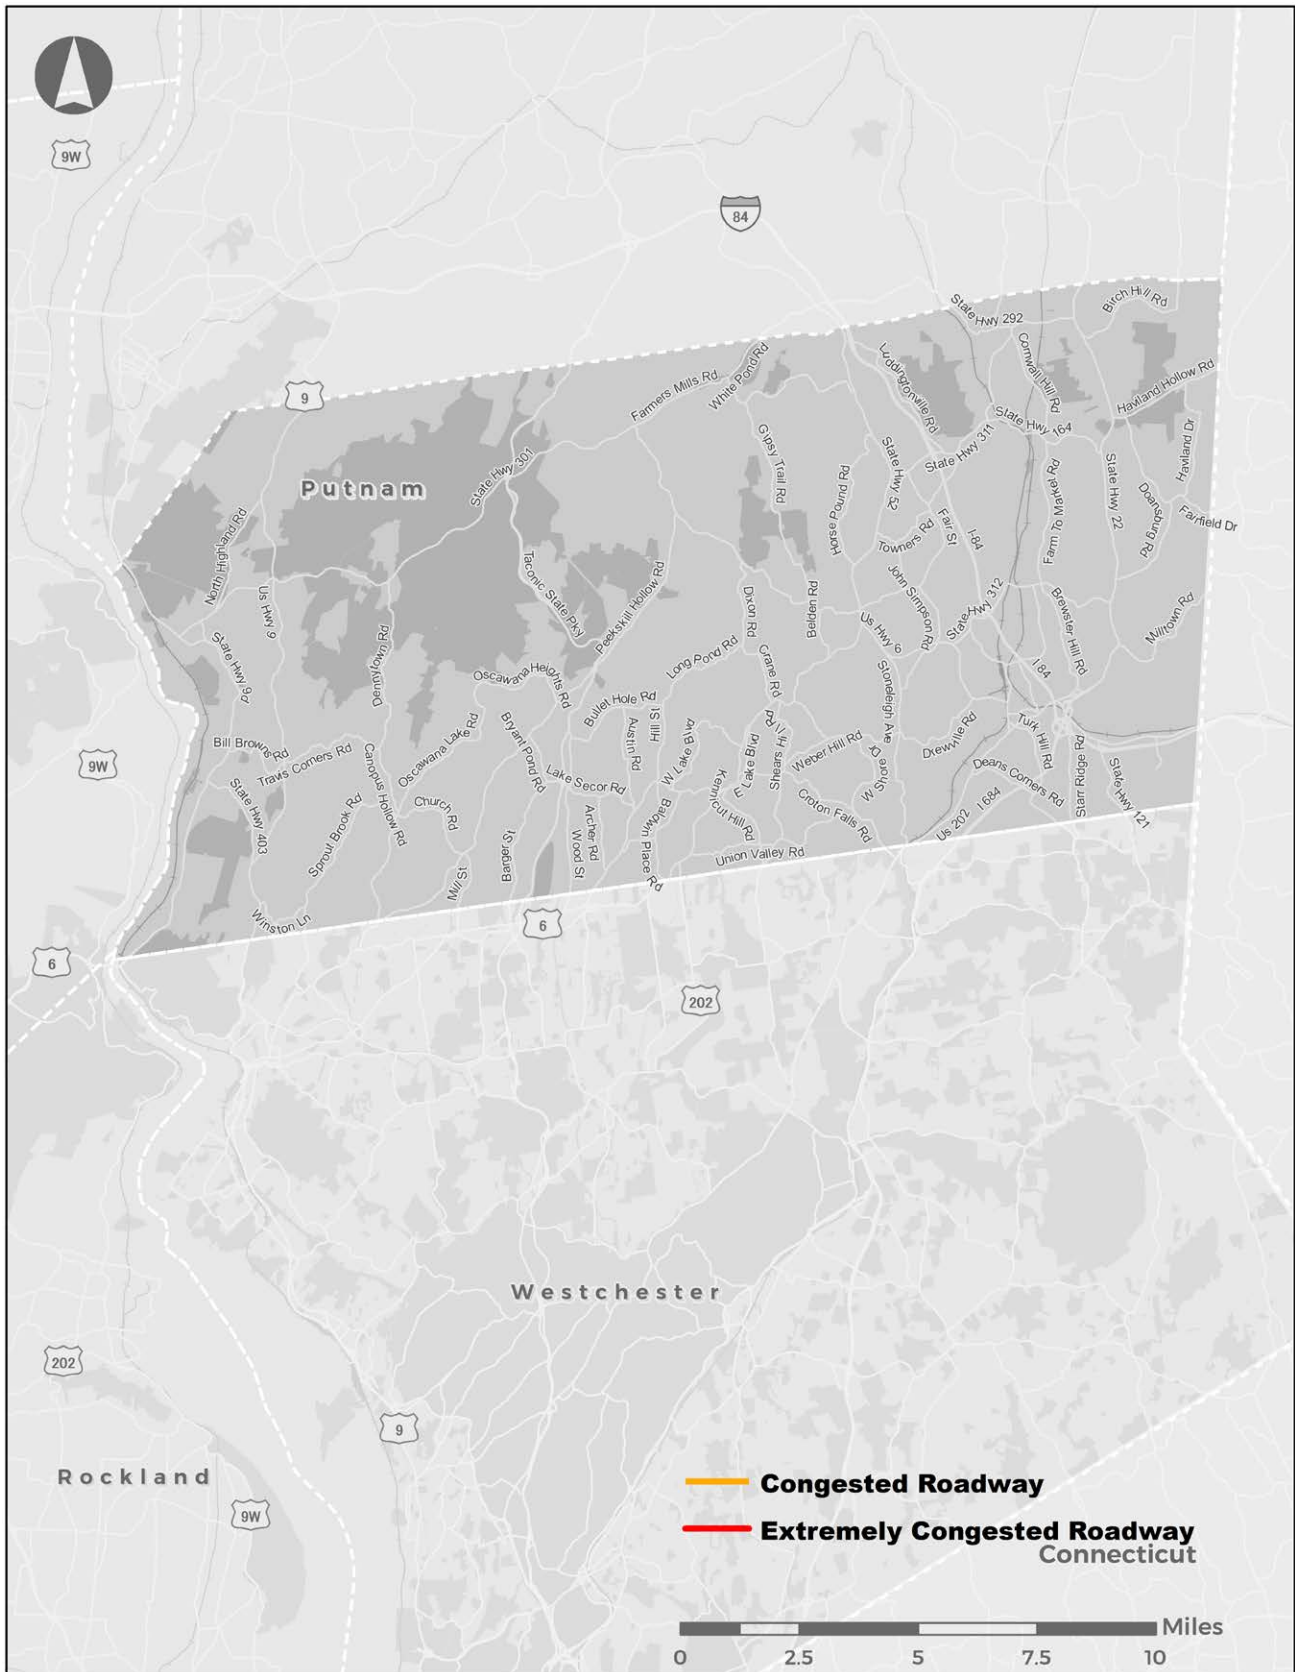 9W
84
Birch Hill Rd
State Hwy 292
9
Luddingtonville Rd
Cornwall Hill Rd
White Pond Rd
Farmers Mills Rd
Haviland Hollow Rd
State Hwy 164
State Hwy 311
Gipsy Trail Rd
State Hwy 52
Haviland Dr
State Hwy 301
Putnam
Horse Pound Rd
Farm To Market Rd
State Hwy 22
Doansburg Rd
Fairfield Dr
North Highland Rd
Fair St
I-84
Towners Rd
Taconic State Pky
Peekskill Hollow Rd
Us Hwy 9
Dixon Rd
Belden Rd
John Simpson Rd
State Hwy 312
Brewster Hill Rd
Milltown Rd
Us Hwy 6
State Hwy 9d
Dennytown Rd
Long Pond Rd
Crane Rd
I 84
Oscawana Heights Rd
Stoneleigh Ave
Bullet Hole Rd
Hill St
Austin Rd
Bill Browns Rd
Travis Corners Rd
Oscawana Lake Rd
Bryant Pond Rd
W Lake Blvd
E Lake Blvd
Shears Hill Rd
Weber Hill Rd
W Shore Dr
Drewville Rd
Turk Hill Rd
Starr Ridge Rd
State Hwy 121
9W
Canopus Hollow Rd
Lake Secor Rd
Kennicut Hill Rd
Deans Corners Rd
State Hwy 403
Sprout Brook Rd
Church Rd
Archer Rd
Wood St
Baldwin Place Rd
Croton Falls Rd
I 684
Us 202
Union Valley Rd
Barger St
Mill St
Winston Ln
6
6
202
Westchester
202
9
Rockland
9W
Congested Roadway
Extremely Congested Roadway
Connecticut
Miles
0 2.5 5 7.5 10